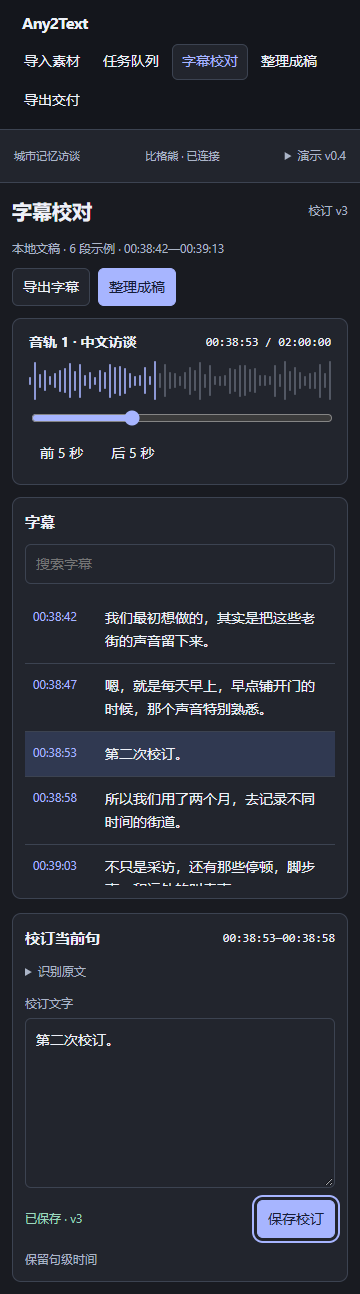 Any2Text
导入素材 任务队列 字幕校对 整理成稿
导出交付
城市记忆访谈 比格熊 · 已连接 ▶ 演示 v0.4
字幕校对 校订 v3
本地文稿 · 6 段示例 · 00:38:42—00:39:13
导出字幕 整理成稿
音轨 1 · 中文访谈 00:38:53 / 02:00:00
前 5 秒 后 5 秒
字幕
搜索字幕
00:38:42 我们最初想做的，其实是把这些老
街的声音留下来。
00:38:47 嗯，就是每天早上，早点铺开门的
时候，那个声音特别熟悉。
00:38:53 第二次校订。
00:38:58 所以我们用了两个月，去记录不同
时间的街道。
00:39:03 不只是采访，还有那些停顿，脚步
校订当前句 00:38:53—00:38:58
▶ 识别原文
校订文字
第二次校订。
已保存 · v3 保存校订
保留句级时间